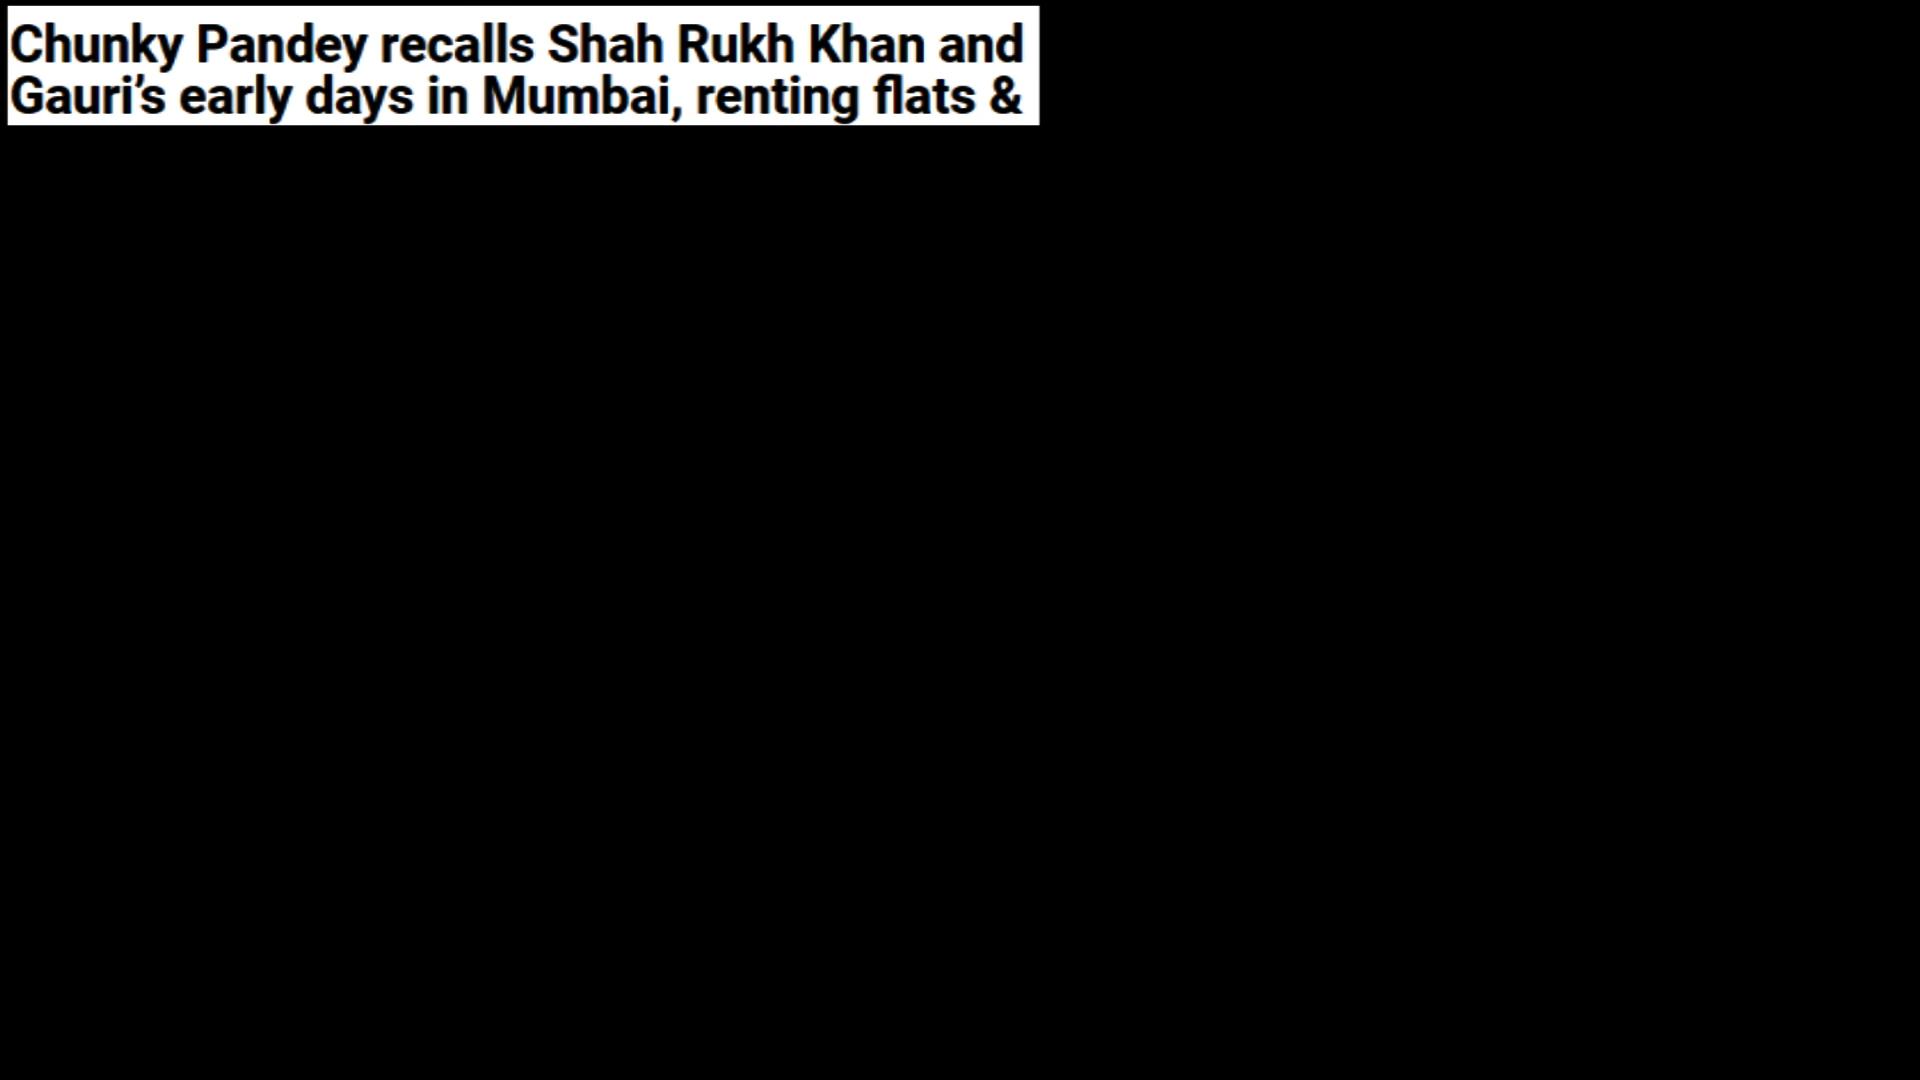 Chunky Pandey recalls Shah Rukh Khan and
Gauri’s early days in Mumbai, renting flats &